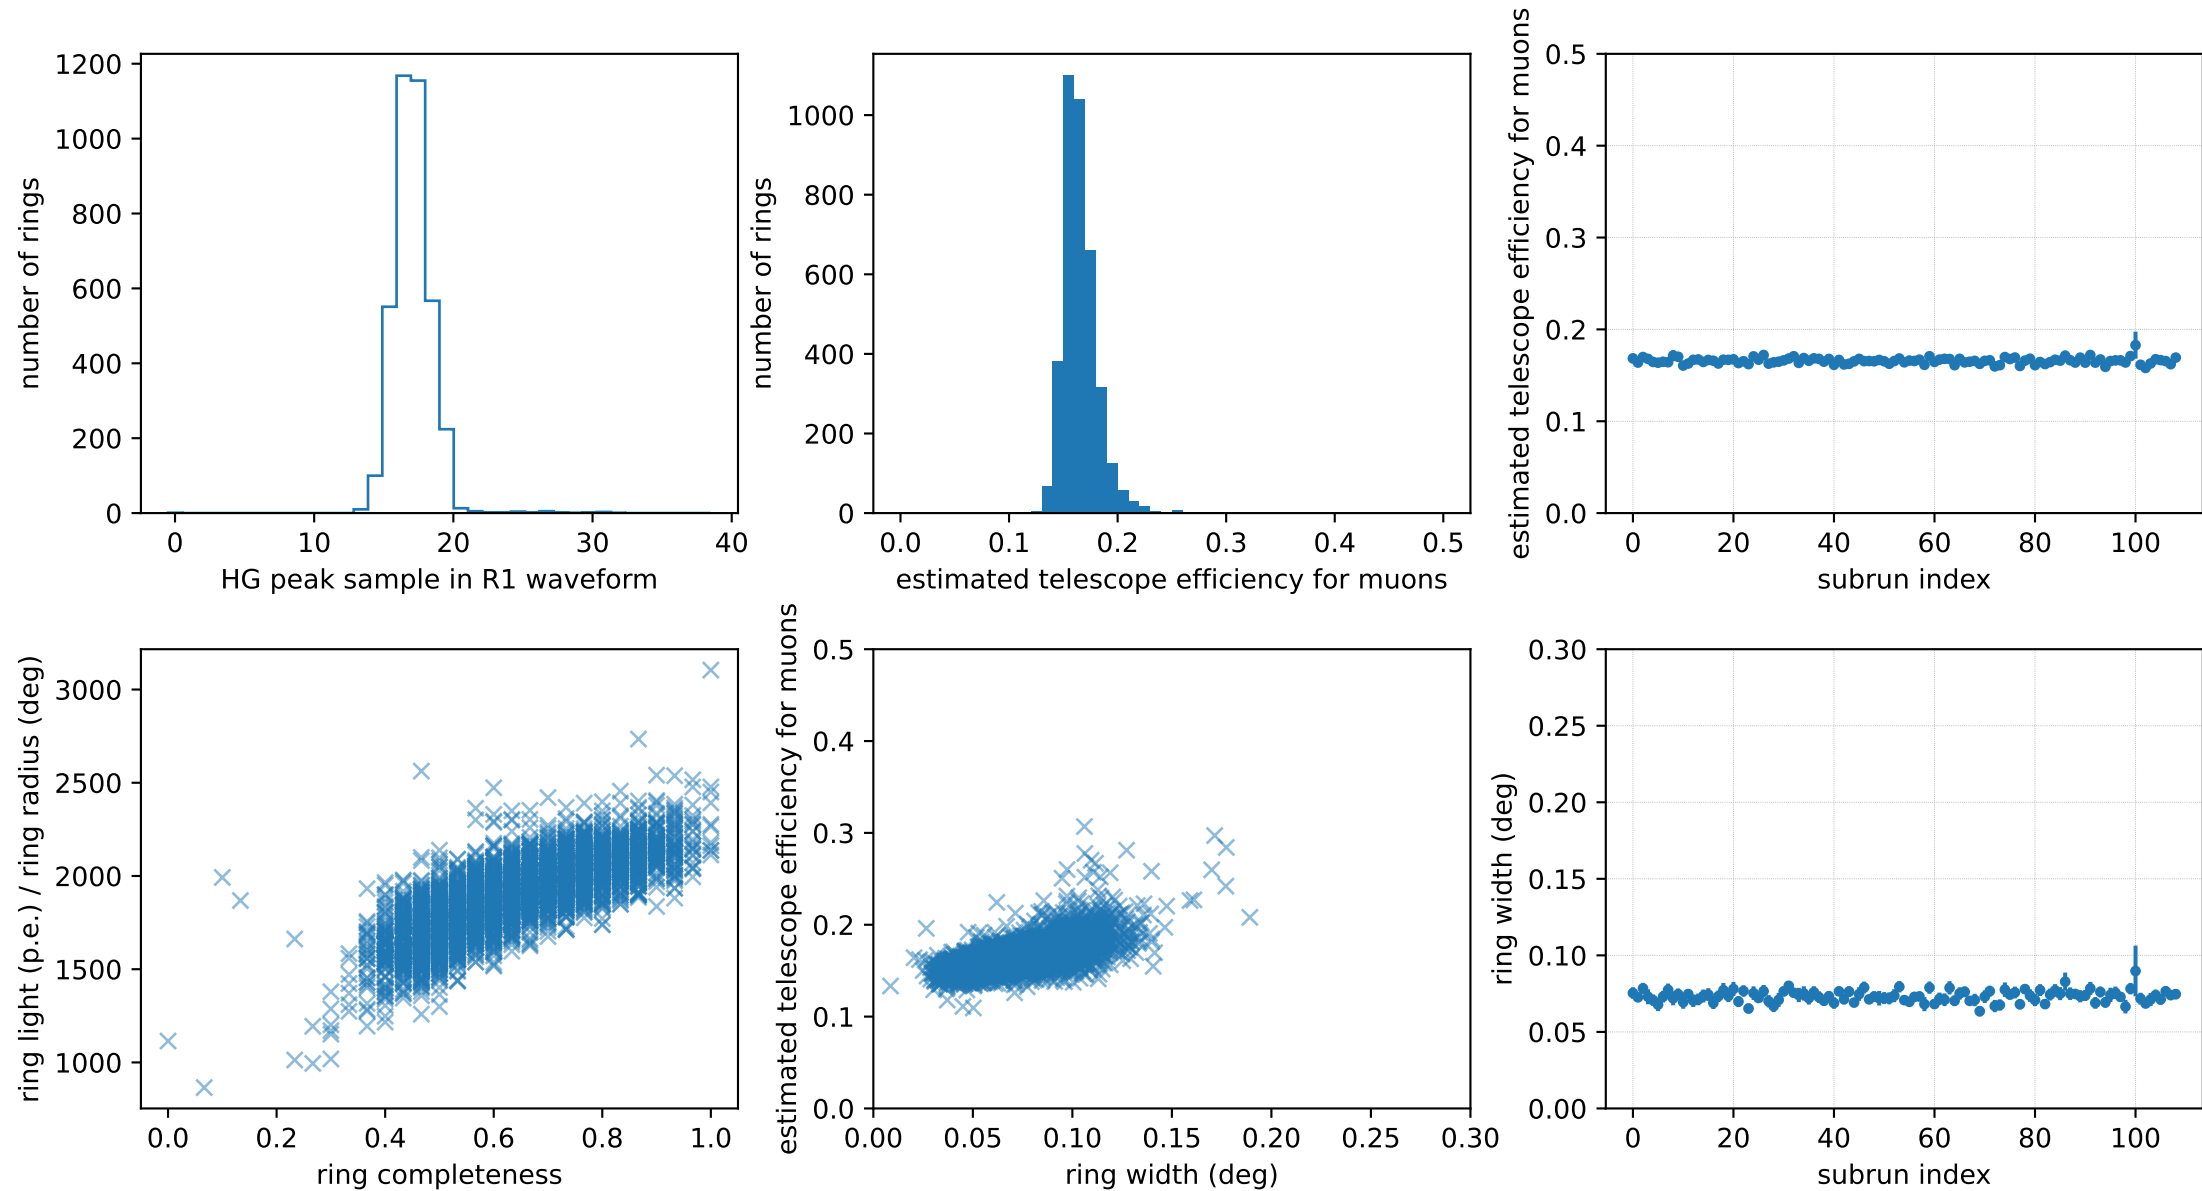 number of rings
1200
1000
800
600
400
200
0
0 10 20 30 40
HG peak sample in R1 waveform
number of rings
1000
800
600
400
200
0
0.0 0.1 0.2 0.3 0.4 0.5
estimated telescope efficiency for muons
estimated telescope efficiency for muons
0.5
0.4
0.3
0.2
0.1
0.0
0 20 40 60 80 100
subrun index
ring light (p.e.) / ring radius (deg)
3000
2500
2000
1500
1000
0.0 0.2 0.4 0.6 0.8 1.0
ring completeness
estimated telescope efficiency for muons
0.5
0.4
0.3
0.2
0.1
0.0
0.00 0.05 0.10 0.15 0.20 0.25 0.30
ring width (deg)
ring width (deg)
0.30
0.25
0.20
0.15
0.10
0.05
0.00
0 20 40 60 80 100
subrun index